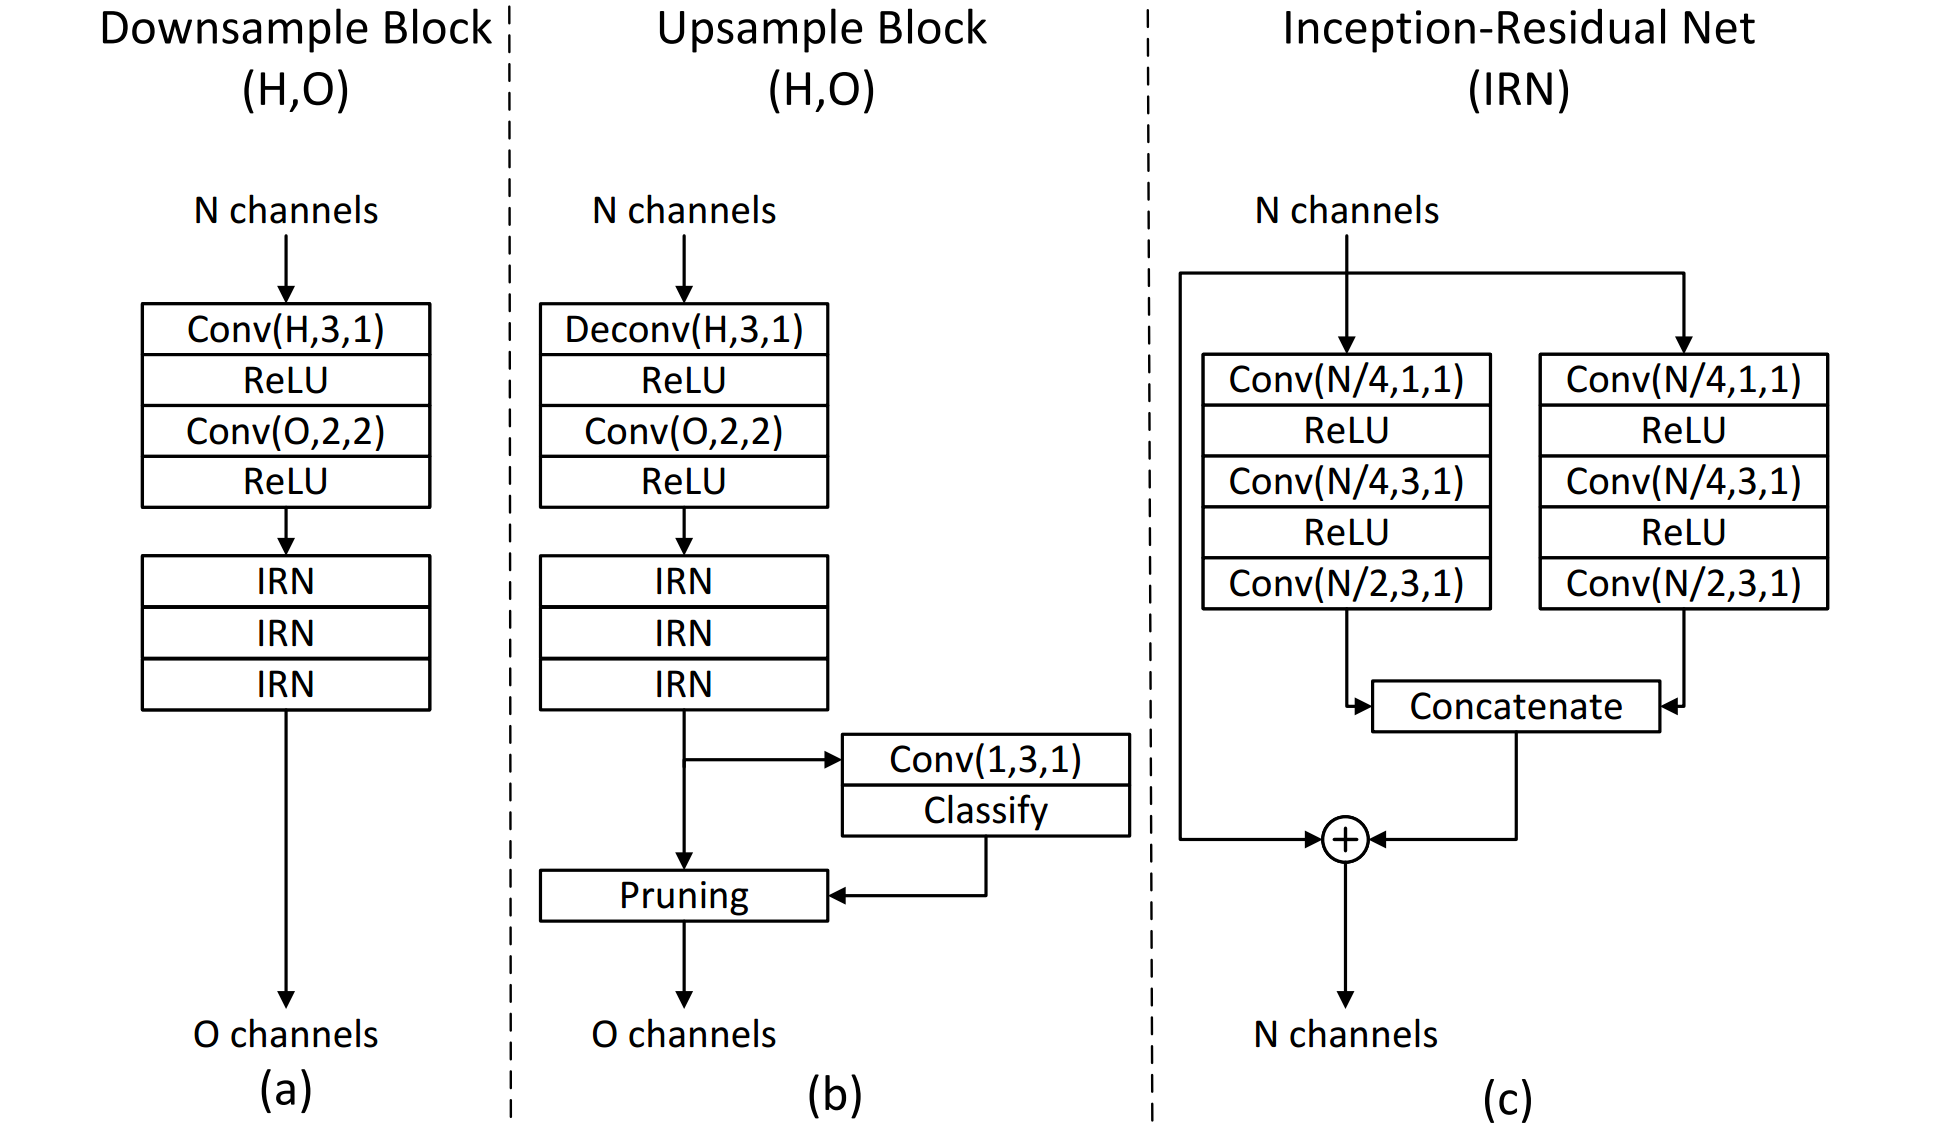 Downsample Block
(H,O)
N channels
Conv(H,3,1)
ReLU
Conv(O,2,2)
ReLU
IRN
IRN
IRN
O channels
(a)
Upsample Block
(H,O)
N channels
Deconv(H,3,1)
ReLU
Conv(O,2,2)
ReLU
IRN
IRN
IRN
Conv(1,3,1)
Classify
Pruning
O channels
(b)
Inception-Residual Net
(IRN)
N channels
Conv(N/4,1,1)
ReLU
Conv(N/4,3,1)
ReLU
Conv(N/2,3,1)
Conv(N/4,1,1)
ReLU
Conv(N/4,3,1)
ReLU
Conv(N/2,3,1)
Concatenate
+
N channels
(c)